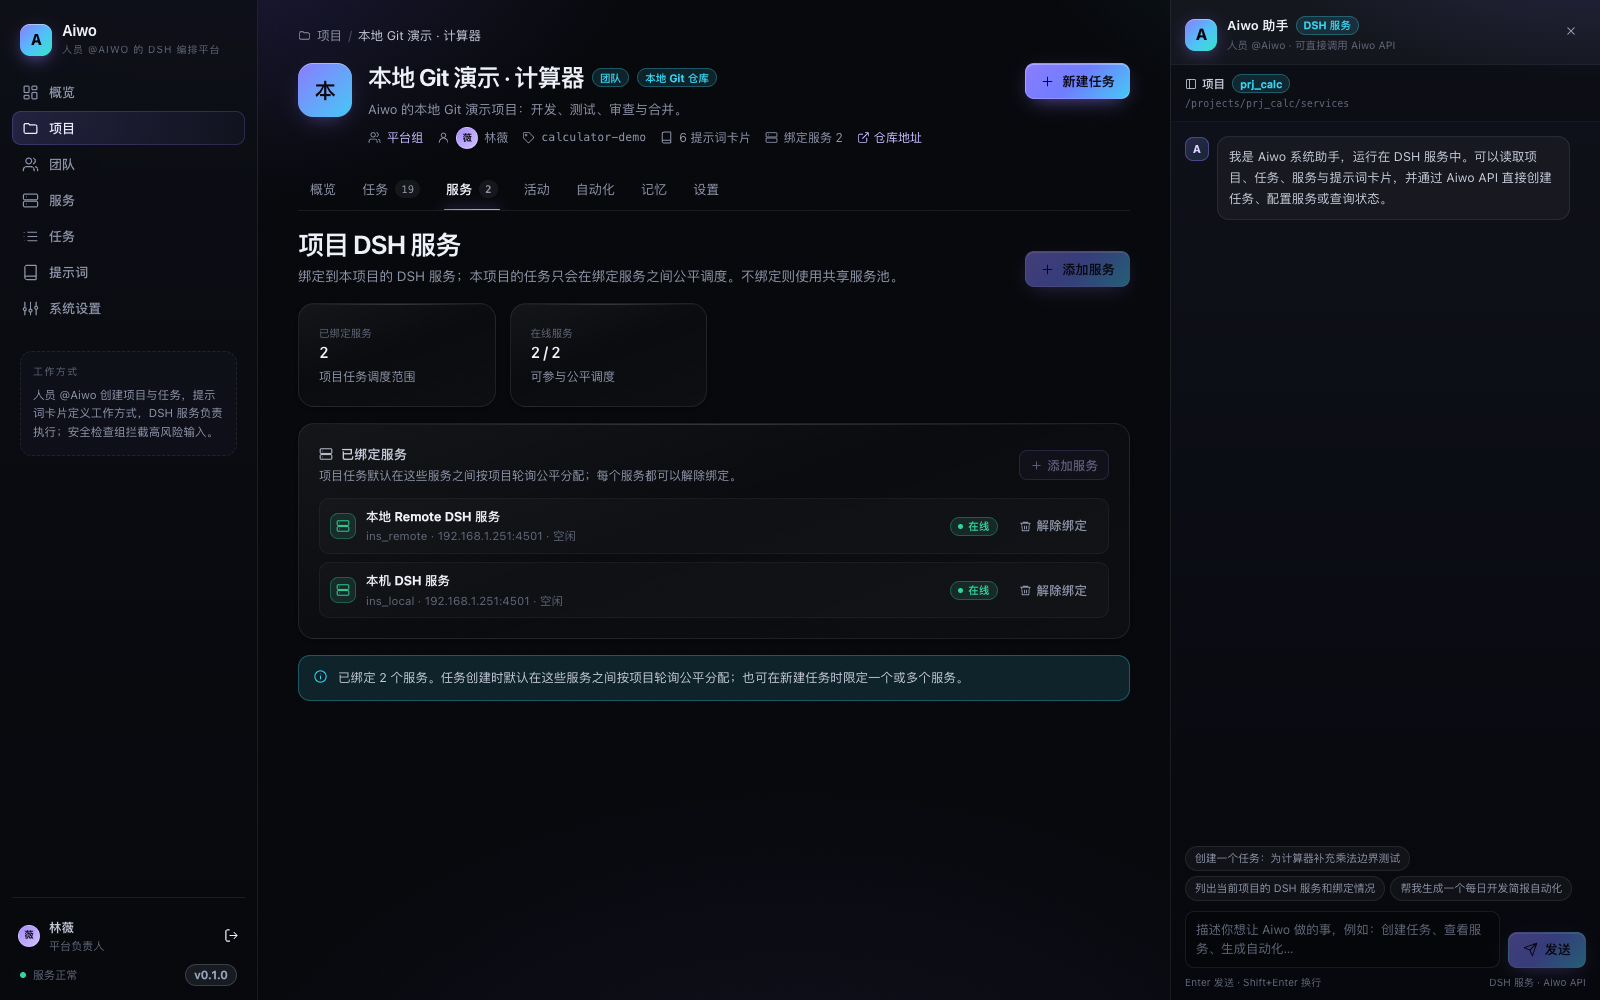 A
Aiwo
人员 @AIWO 的 DSH 编排平台
概览
项目
团队
服务
任务
提示词
系统设置
工作方式
人员 @Aiwo 创建项目与任务，提示
词卡片定义工作方式，DSH 服务负责
执行；安全检查组拦截高风险输入。
薇
林薇
平台负责人
服务正常
v0.1.0
项目 / 本地 Git 演示 · 计算器
本
本地 Git 演示 · 计算器
团队
本地 Git 仓库
新建任务
Aiwo 的本地 Git 演示项目：开发、测试、审查与合并。
平台组
薇 林薇
calculator-demo
6 提示词卡片
绑定服务 2
仓库地址
概览
任务 19
服务 2
活动
自动化
记忆
设置
项目 DSH 服务
绑定到本项目的 DSH 服务；本项目的任务只会在绑定服务之间公平调度。不绑定则使用共享服务池。
添加服务
已绑定服务
2
项目任务调度范围
在线服务
2 / 2
可参与公平调度
已绑定服务
项目任务默认在这些服务之间按项目轮询公平分配；每个服务都可以解除绑定。
添加服务
本地 Remote DSH 服务
ins_remote · 192.168.1.251:4501 · 空闲
在线
解除绑定
本机 DSH 服务
ins_local · 192.168.1.251:4501 · 空闲
在线
解除绑定
已绑定 2 个服务。任务创建时默认在这些服务之间按项目轮询公平分配；也可在新建任务时限定一个或多个服务。
A
Aiwo 助手
DSH 服务
人员 @Aiwo · 可直接调用 Aiwo API
项目
prj_calc
/projects/prj_calc/services
A
我是 Aiwo 系统助手，运行在 DSH 服务中。可以读取项
目、任务、服务与提示词卡片，并通过 Aiwo API 直接创建
任务、配置服务或查询状态。
创建一个任务：为计算器补充乘法边界测试
列出当前项目的 DSH 服务和绑定情况
帮我生成一个每日开发简报自动化
描述你想让 Aiwo 做的事，例如：创建任务、查看服
务、生成自动化...
发送
Enter 发送 · Shift+Enter 换行
DSH 服务 · Aiwo API